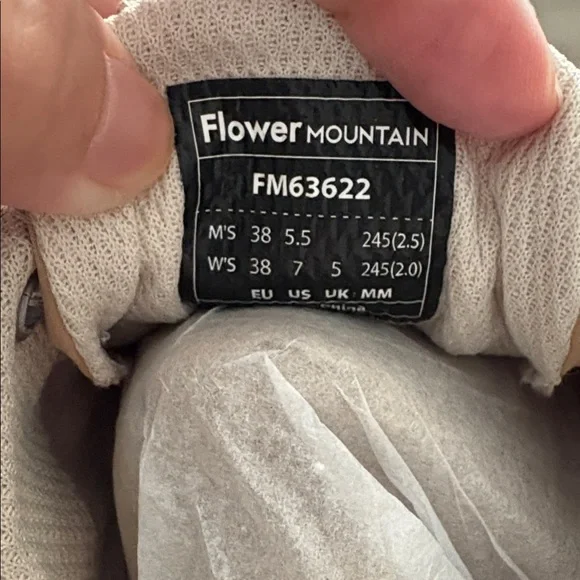 Flower MOUNTAIN
FM63622
M'S 38 5.5 245(2.5)
W'S 38 7 5 245(2.0)
EU US UK MM
China